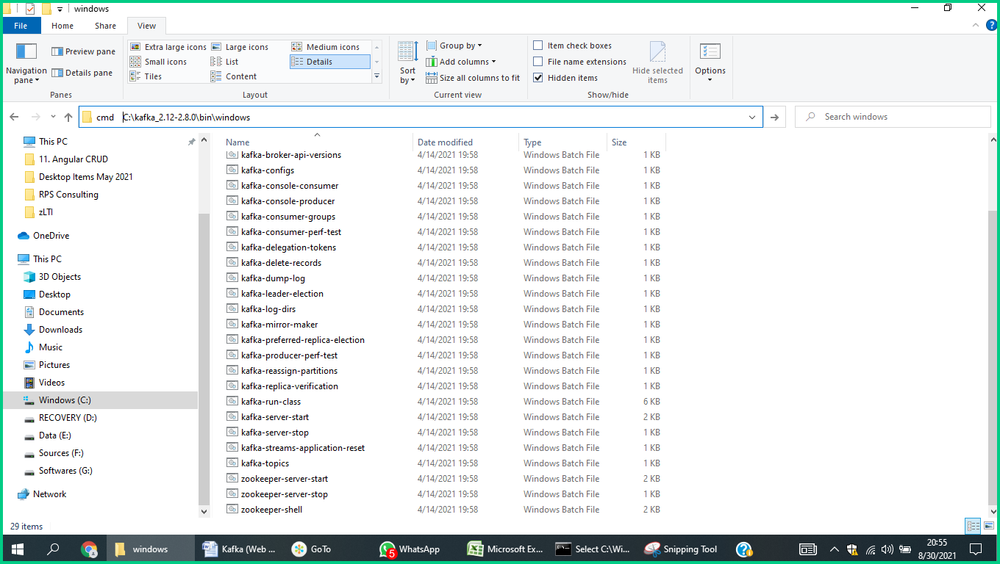 windows
File Home Share View
Navigation pane
Preview pane
Details pane
Panes
Extra large icons Large icons Medium icons
Small icons List Details
Tiles Content
Layout
Sort by
Group by
Add columns
Size all columns to fit
Current view
Item check boxes
File name extensions
Hidden items
Hide selected items
Show/hide
Options
cmd C:\kafka_2.12-2.8.0\bin\windows
Search windows
This PC
11. Angular CRUD
Desktop Items May 2021
RPS Consulting
zLTI
OneDrive
This PC
3D Objects
Desktop
Documents
Downloads
Music
Pictures
Videos
Windows (C:)
RECOVERY (D:)
Data (E:)
Sources (F:)
Softwares (G:)
Network
Name Date modified Type Size
kafka-broker-api-versions 4/14/2021 19:58 Windows Batch File 1 KB
kafka-configs 4/14/2021 19:58 Windows Batch File 1 KB
kafka-console-consumer 4/14/2021 19:58 Windows Batch File 1 KB
kafka-console-producer 4/14/2021 19:58 Windows Batch File 1 KB
kafka-consumer-groups 4/14/2021 19:58 Windows Batch File 1 KB
kafka-consumer-perf-test 4/14/2021 19:58 Windows Batch File 1 KB
kafka-delegation-tokens 4/14/2021 19:58 Windows Batch File 1 KB
kafka-delete-records 4/14/2021 19:58 Windows Batch File 1 KB
kafka-dump-log 4/14/2021 19:58 Windows Batch File 1 KB
kafka-leader-election 4/14/2021 19:58 Windows Batch File 1 KB
kafka-log-dirs 4/14/2021 19:58 Windows Batch File 1 KB
kafka-mirror-maker 4/14/2021 19:58 Windows Batch File 1 KB
kafka-preferred-replica-election 4/14/2021 19:58 Windows Batch File 1 KB
kafka-producer-perf-test 4/14/2021 19:58 Windows Batch File 1 KB
kafka-reassign-partitions 4/14/2021 19:58 Windows Batch File 1 KB
kafka-replica-verification 4/14/2021 19:58 Windows Batch File 1 KB
kafka-run-class 4/14/2021 19:58 Windows Batch File 6 KB
kafka-server-start 4/14/2021 19:58 Windows Batch File 2 KB
kafka-server-stop 4/14/2021 19:58 Windows Batch File 1 KB
kafka-streams-application-reset 4/14/2021 19:58 Windows Batch File 1 KB
kafka-topics 4/14/2021 19:58 Windows Batch File 1 KB
zookeeper-server-start 4/14/2021 19:58 Windows Batch File 2 KB
zookeeper-server-stop 4/14/2021 19:58 Windows Batch File 1 KB
zookeeper-shell 4/14/2021 19:58 Windows Batch File 2 KB
29 items
windows Kafka (Web ... GoTo 5 WhatsApp Microsoft Ex... Select C:\Wi... Snipping Tool
20:55
8/30/2021